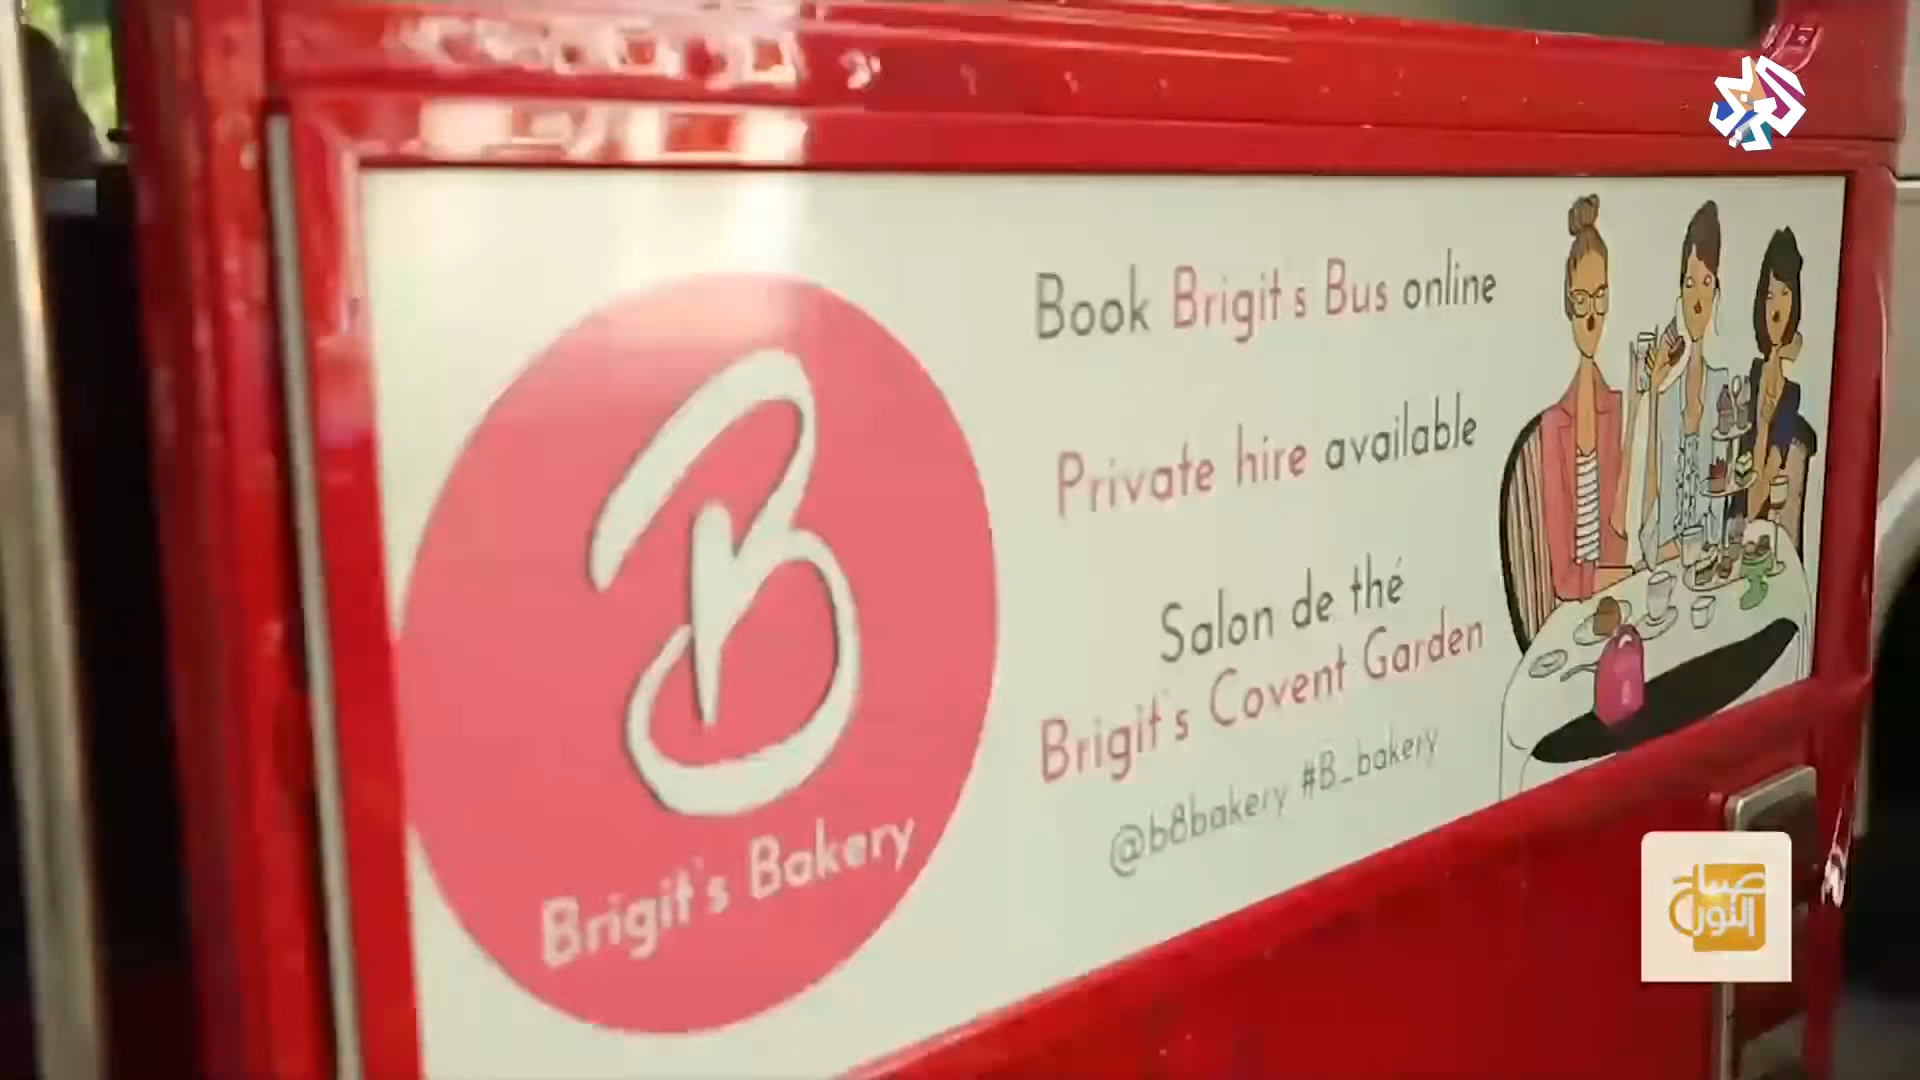 العربي
Book Brigit's Bus online
Private hire available
Salon de thé
Brigit's Covent Garden
@b8bakery #B_bakery
B
Brigit's Bakery
صباح
النور